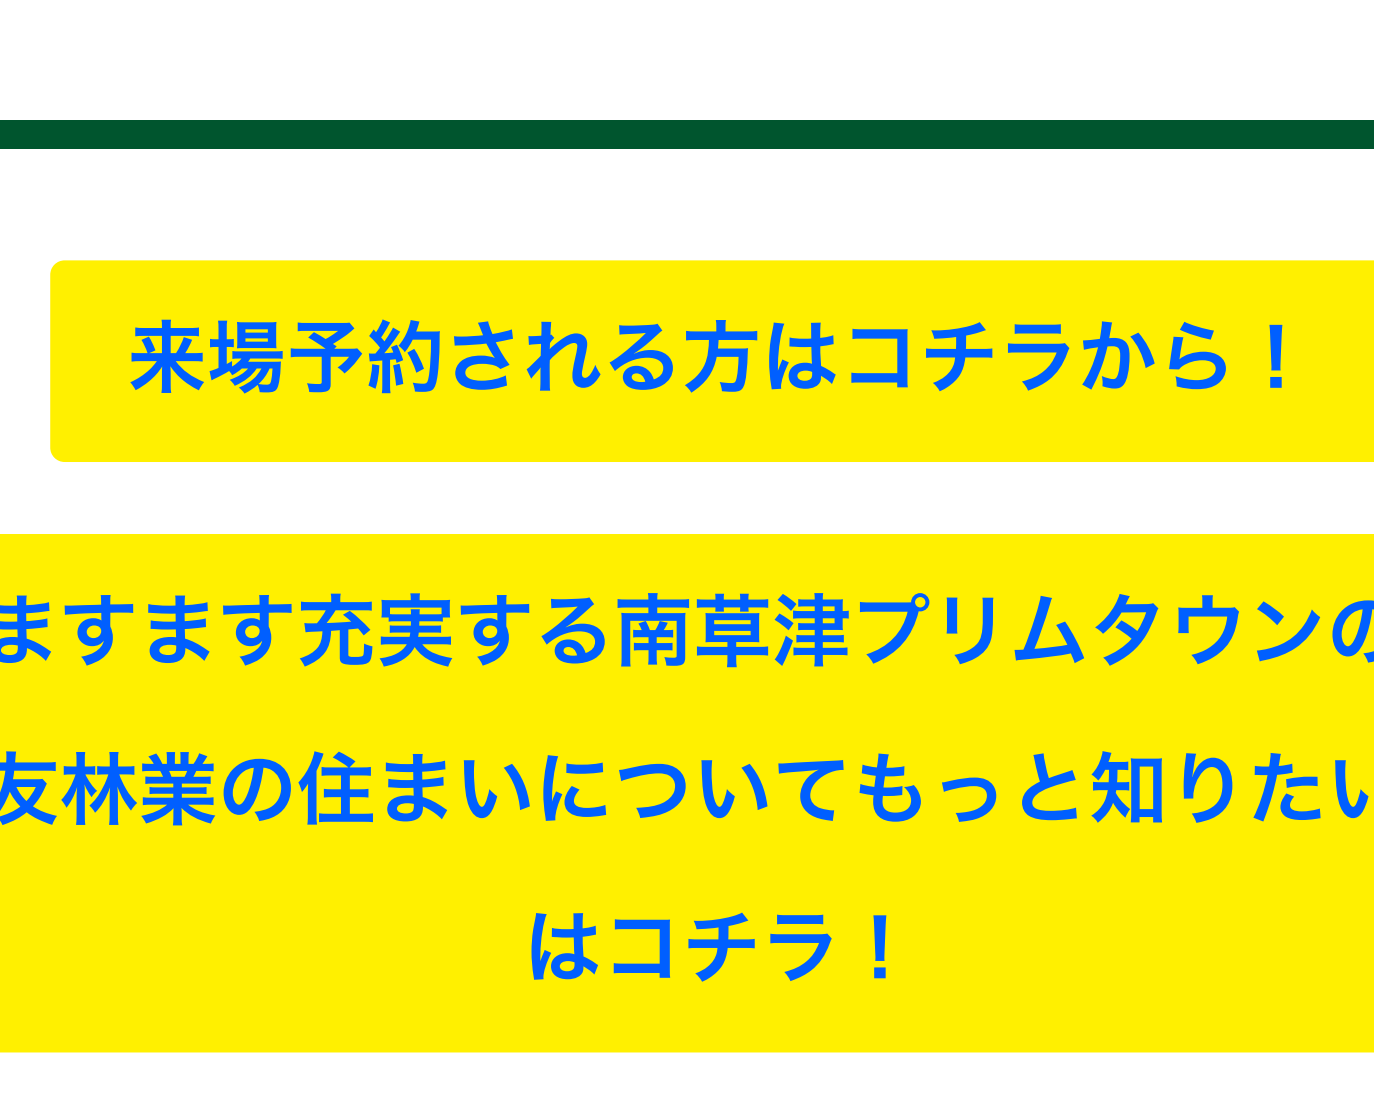 来場予約される方はコチラから！
ますます充実する南草津プリムタウンの
友林業の住まいについてもっと知りたい
はコチラ！